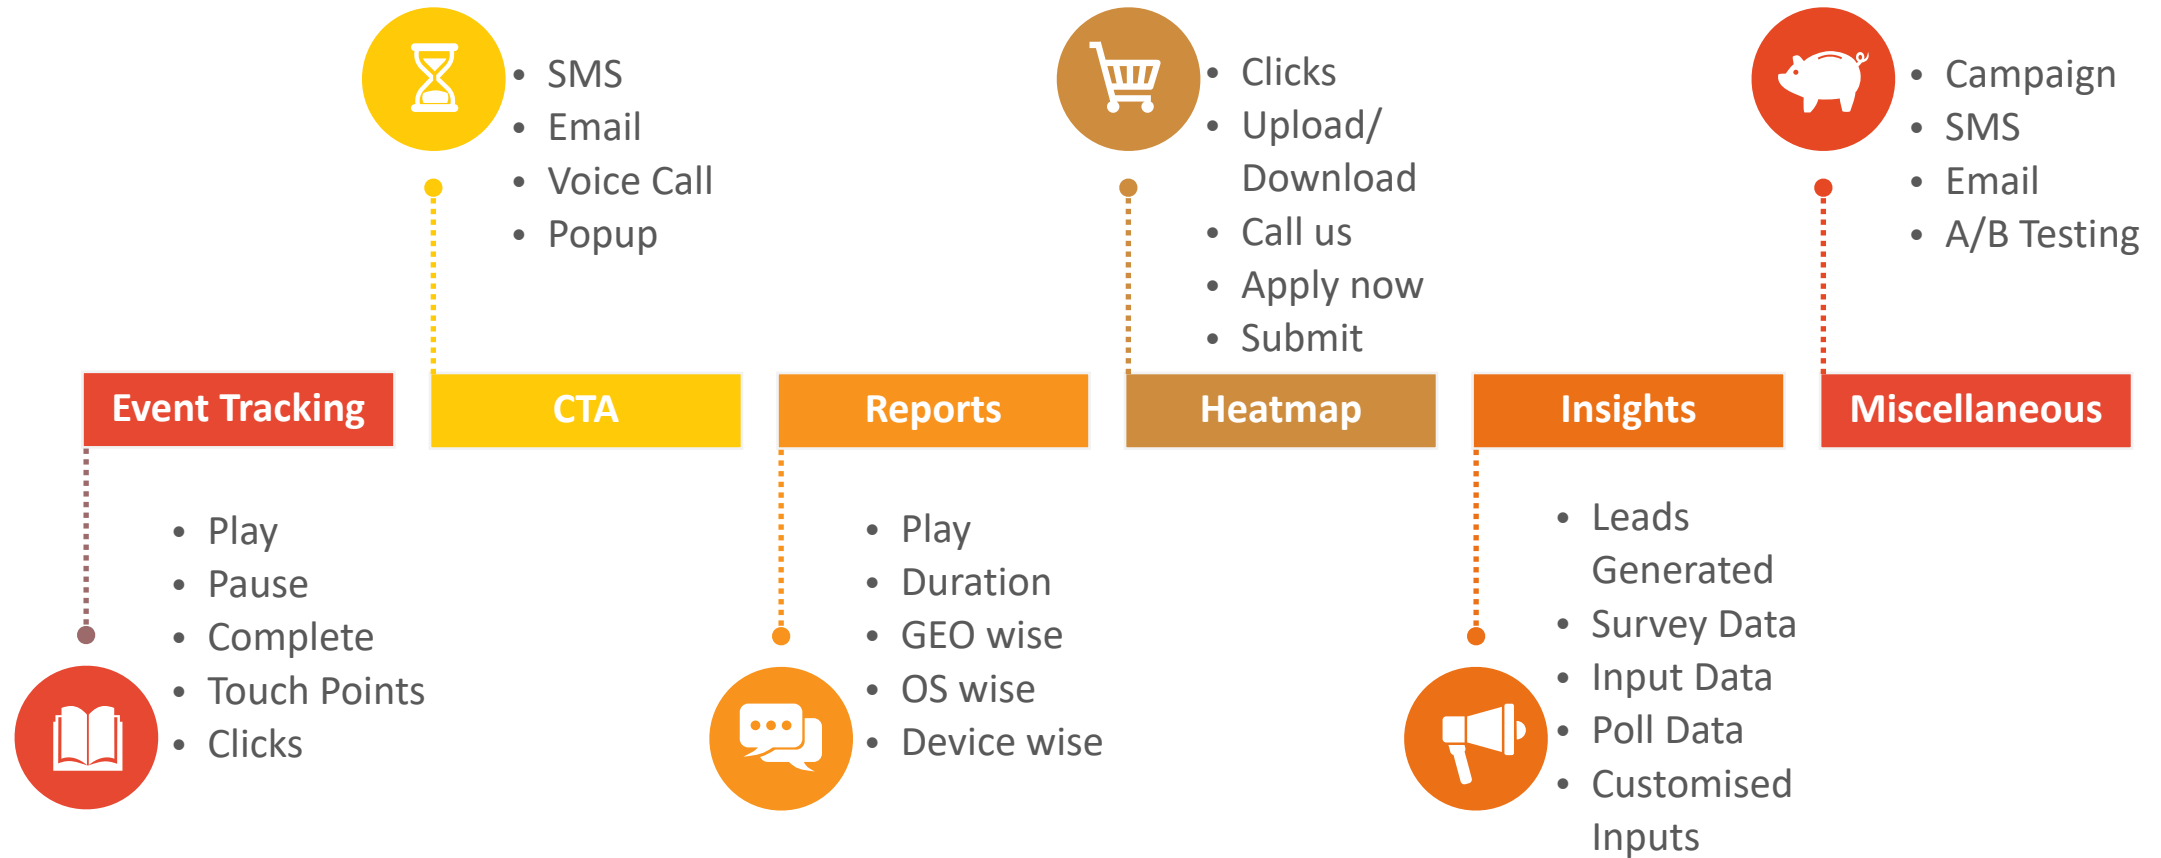 • SMS
• Email
• Voice Call
• Popup
• Clicks
• Upload/
Download
• Call us
• Apply now
• Submit
• Campaign
• SMS
• Email
• A/B Testing
Event Tracking
CTA
Reports
Heatmap
Insights
Miscellaneous
• Play
• Pause
• Complete
• Touch Points
• Clicks
• Play
• Duration
• GEO wise
• OS wise
• Device wise
• Leads
Generated
• Survey Data
• Input Data
• Poll Data
• Customised
Inputs